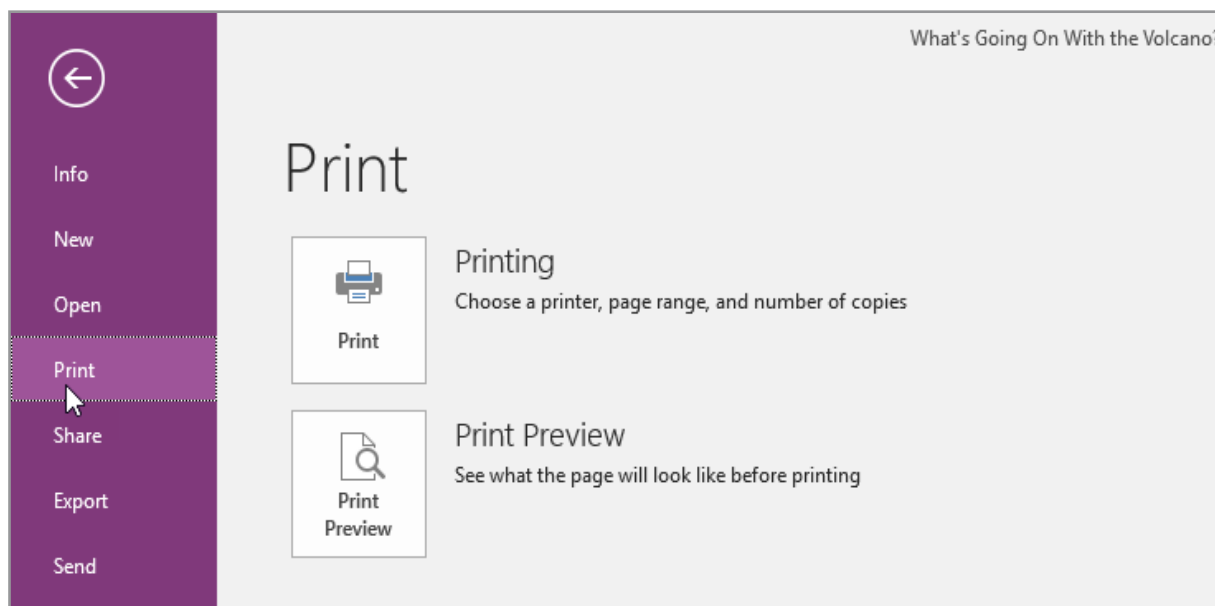 What's Going On With the Volcano?
Info
New
Open
Print
Share
Export
Send
Print
Print
Printing
Choose a printer, page range, and number of copies
Print
Preview
Print Preview
See what the page will look like before printing